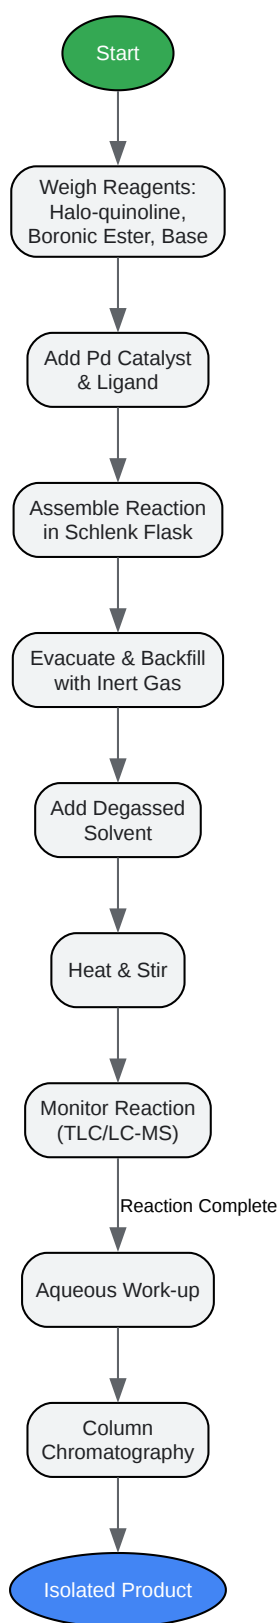 Start
Weigh Reagents:
Halo-quinoline,
Boronic Ester, Base
Add Pd Catalyst
& Ligand
Assemble Reaction
in Schlenk Flask
Evacuate & Backfill
with Inert Gas
Add Degassed
Solvent
Heat & Stir
Monitor Reaction
(TLC/LC-MS)
Reaction Complete
Aqueous Work-up
Column
Chromatography
Isolated Product